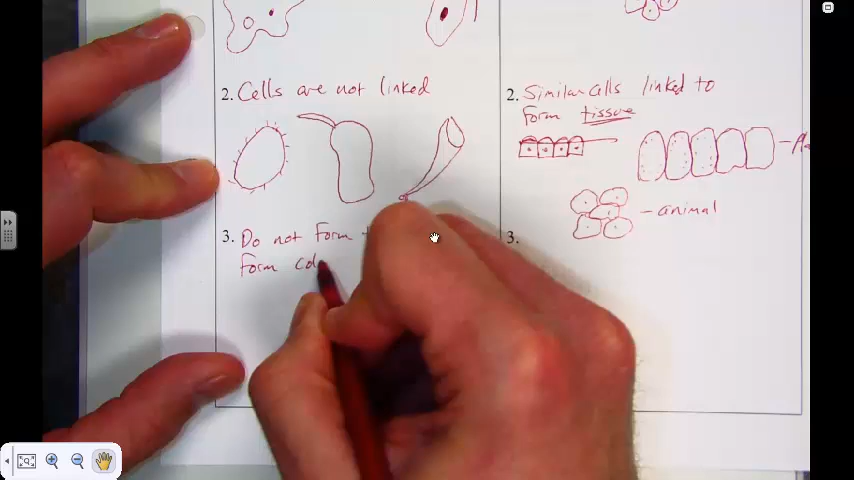 2. Cells are not linked
2. Similar cells linked to
form tissue
- animal
3. Do not form
form col
3.